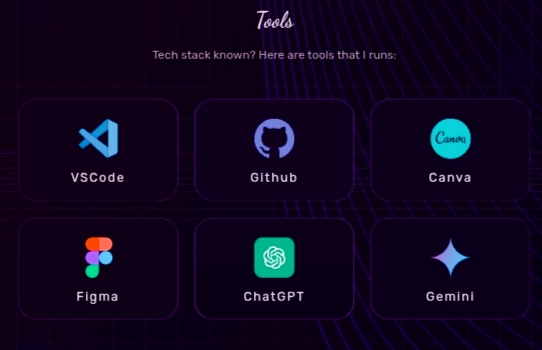 Tools
Tech stack known? Here are tools that I runs:
Canva
VSCode Github Canva
Figma ChatGPT Gemini